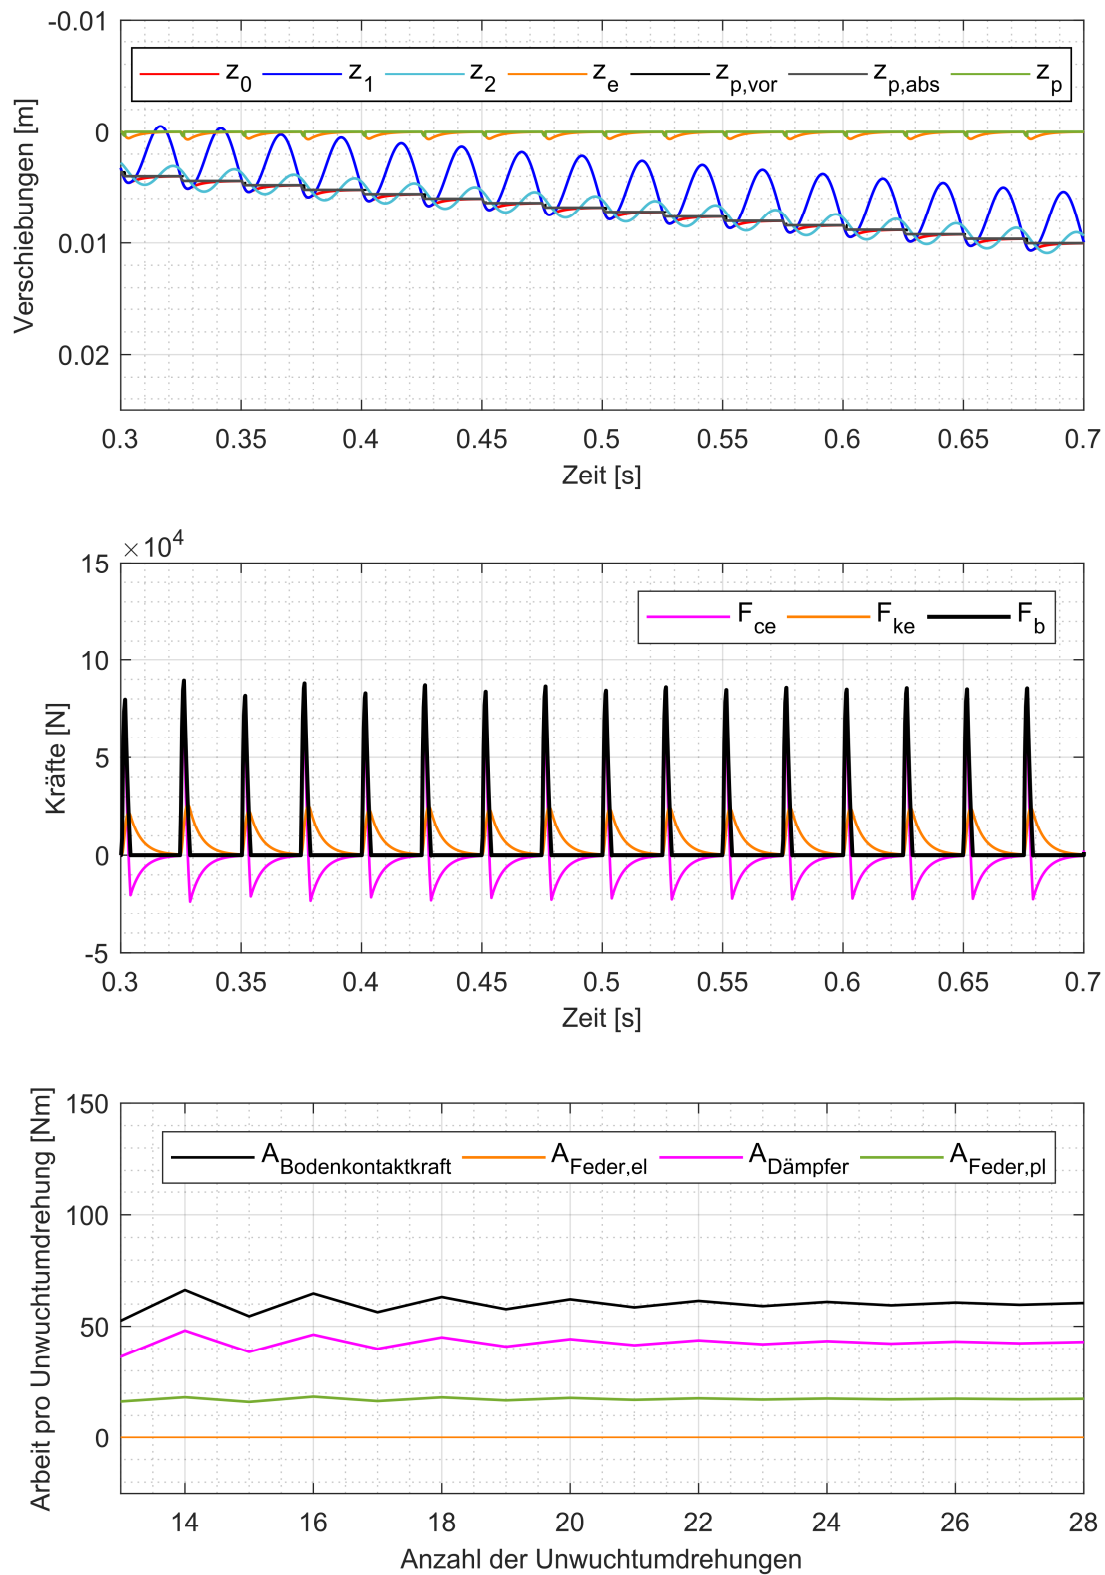 -0.01
z0 z1 z2 ze zp,vor zp,abs zp
0
0.01
0.02
Verschiebungen [m]
0.3 0.35 0.4 0.45 0.5 0.55 0.6 0.65 0.7
Zeit [s]
×10^4
15
Fce Fke Fb
10
5
0
-5
Kräfte [N]
0.3 0.35 0.4 0.45 0.5 0.55 0.6 0.65 0.7
Zeit [s]
150
ABodenkontaktkraft AFeder,el ADämpfer AFeder,pl
100
50
0
Arbeit pro Unwuchtumdrehung [Nm]
14 16 18 20 22 24 26 28
Anzahl der Unwuchtumdrehungen